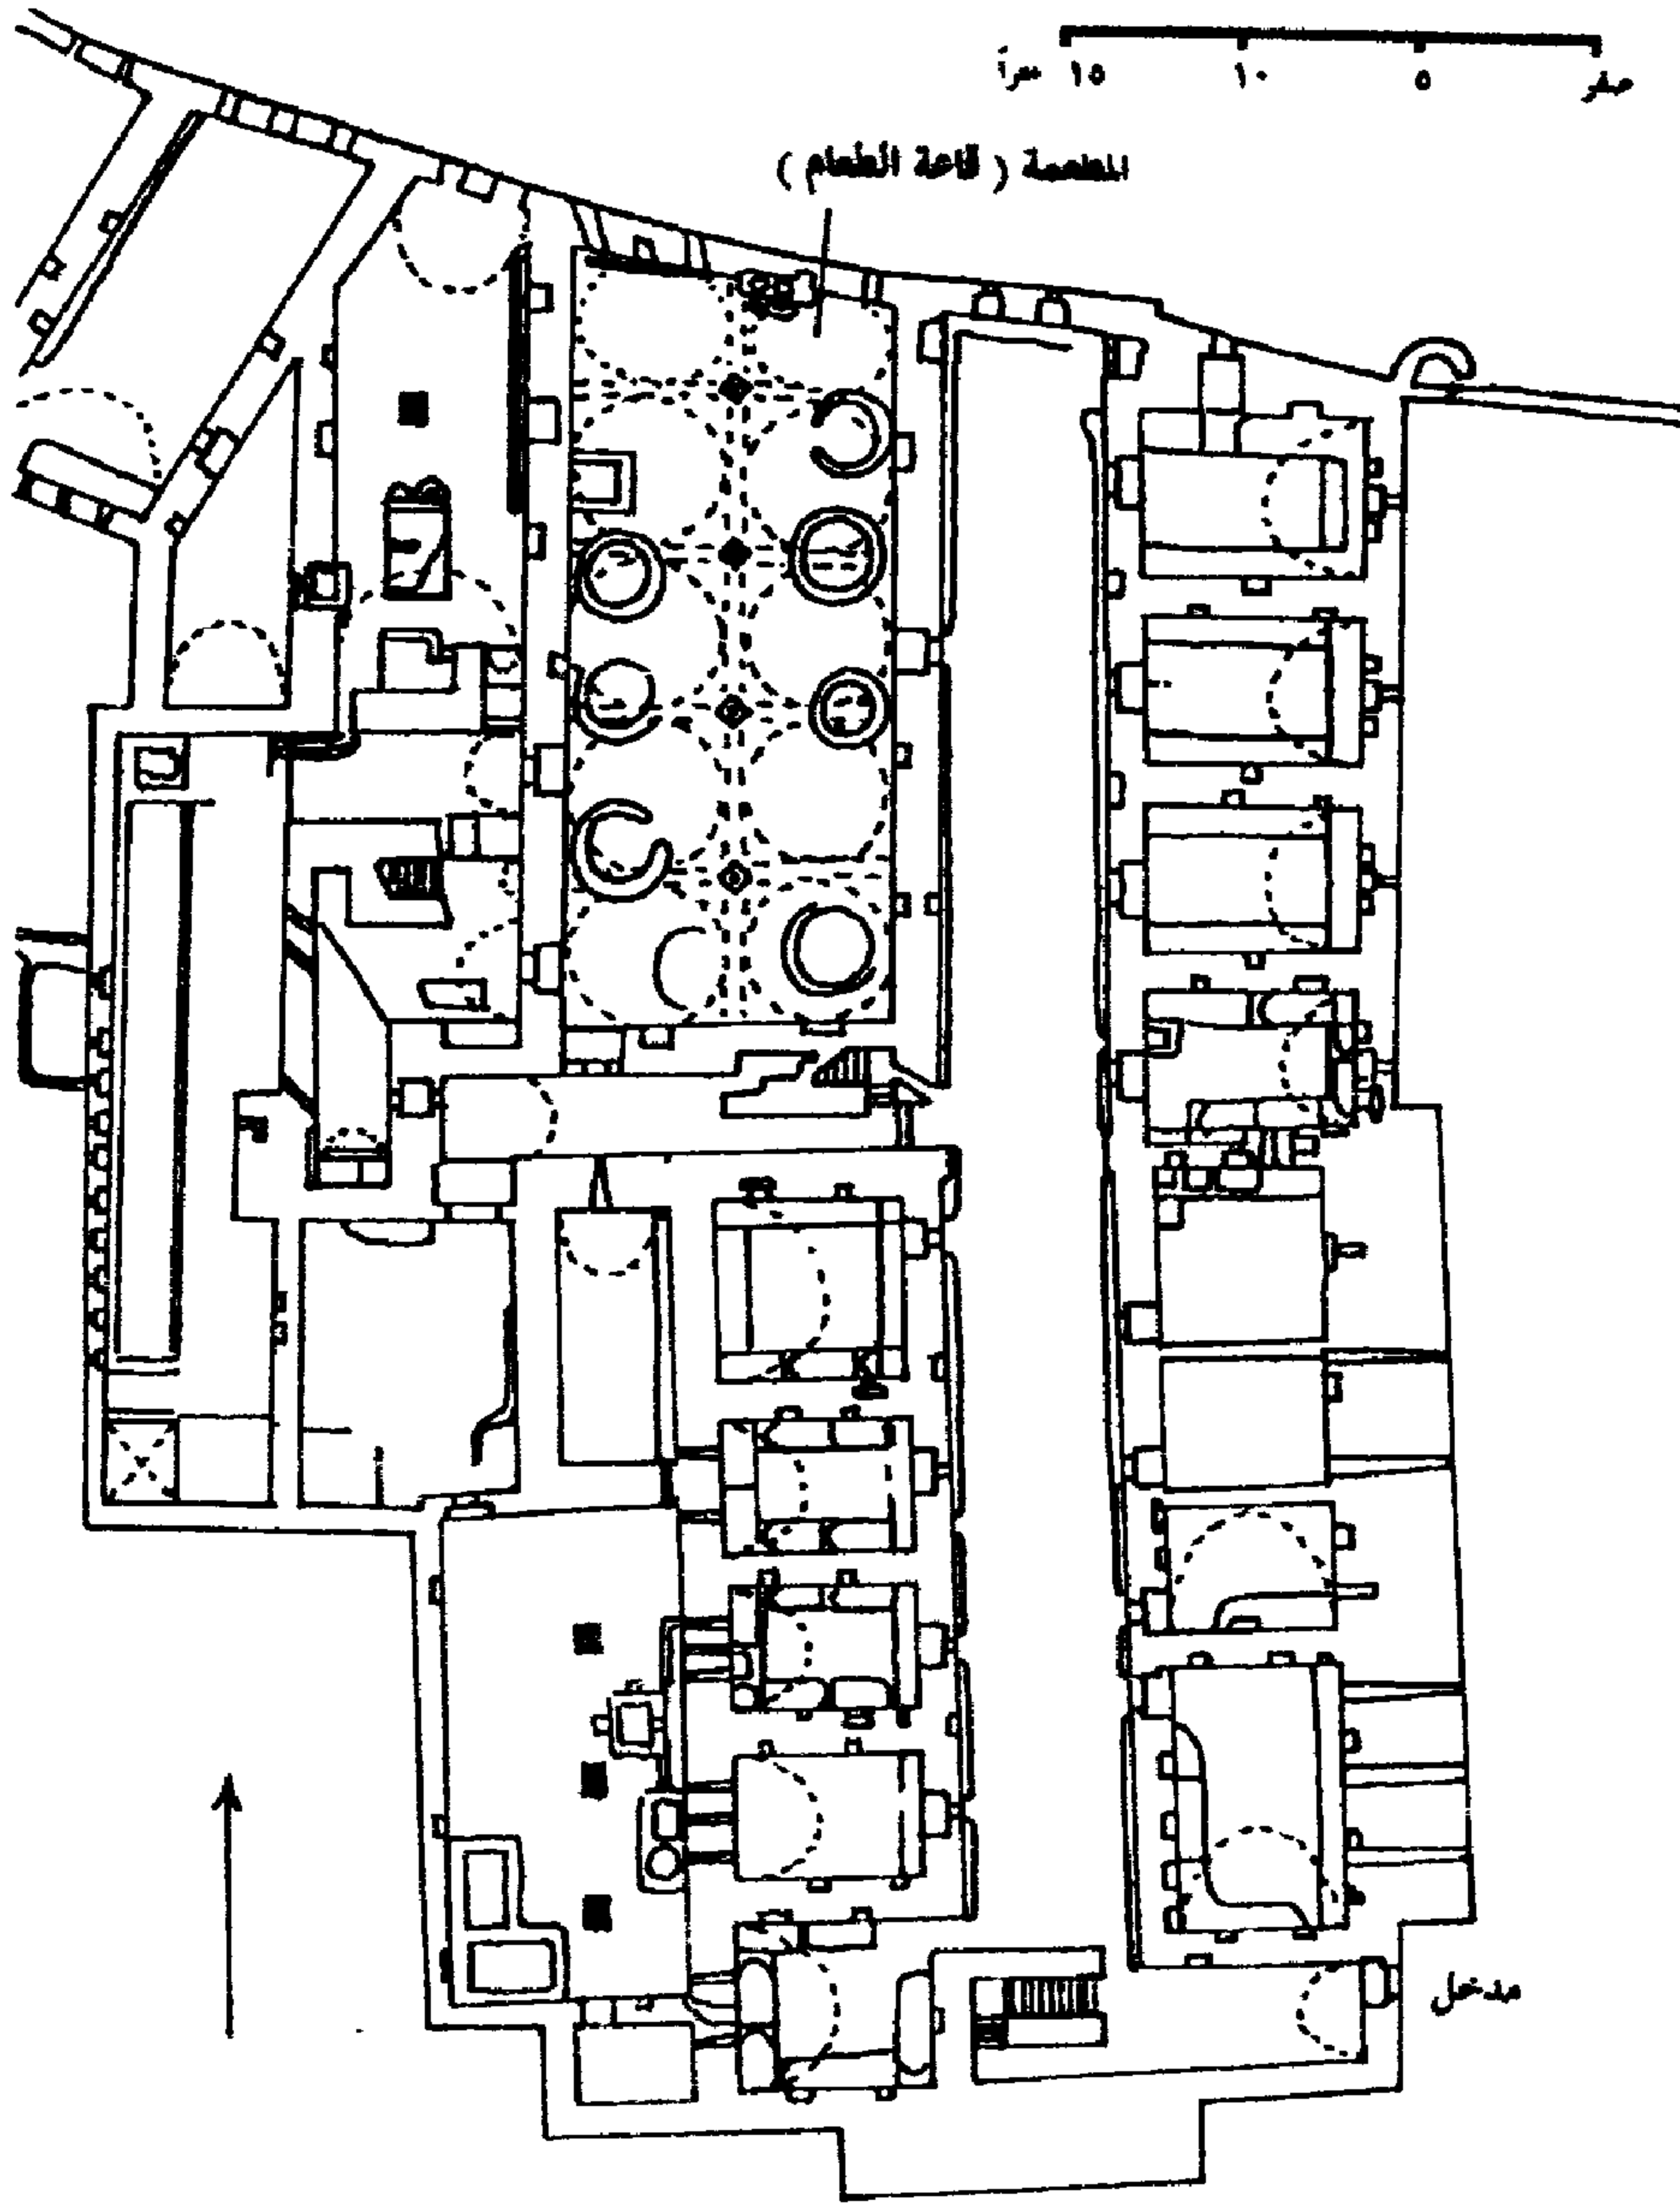 صفر ٥ ١٠ ١٥ متراً
المطعمة ( قاعة الطعام )
مدخل